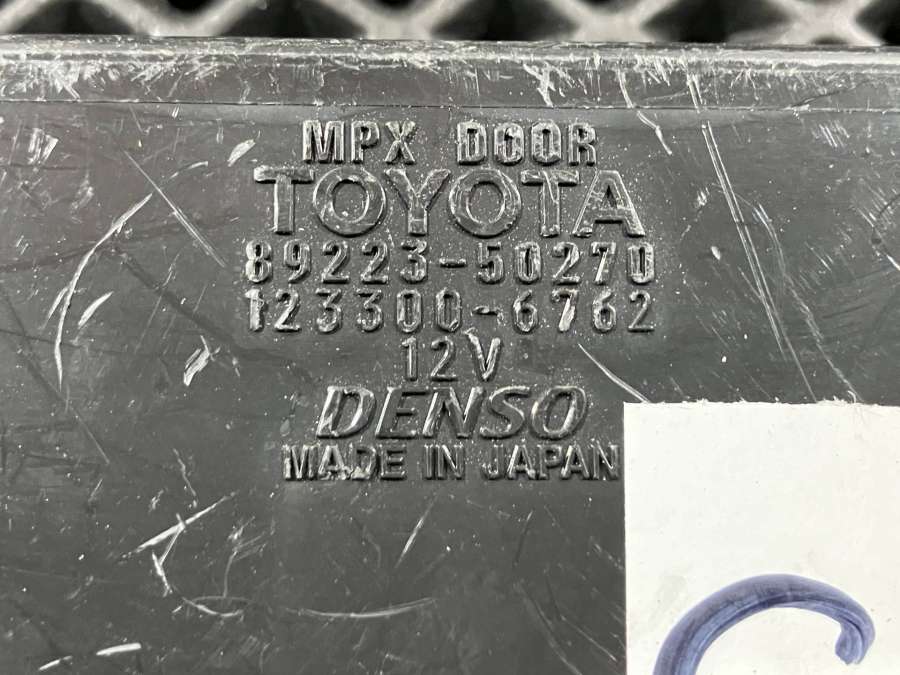 MPX DOOR
TOYOTA
89223-50270
123300-6762
12V
DENSO
MADE IN JAPAN